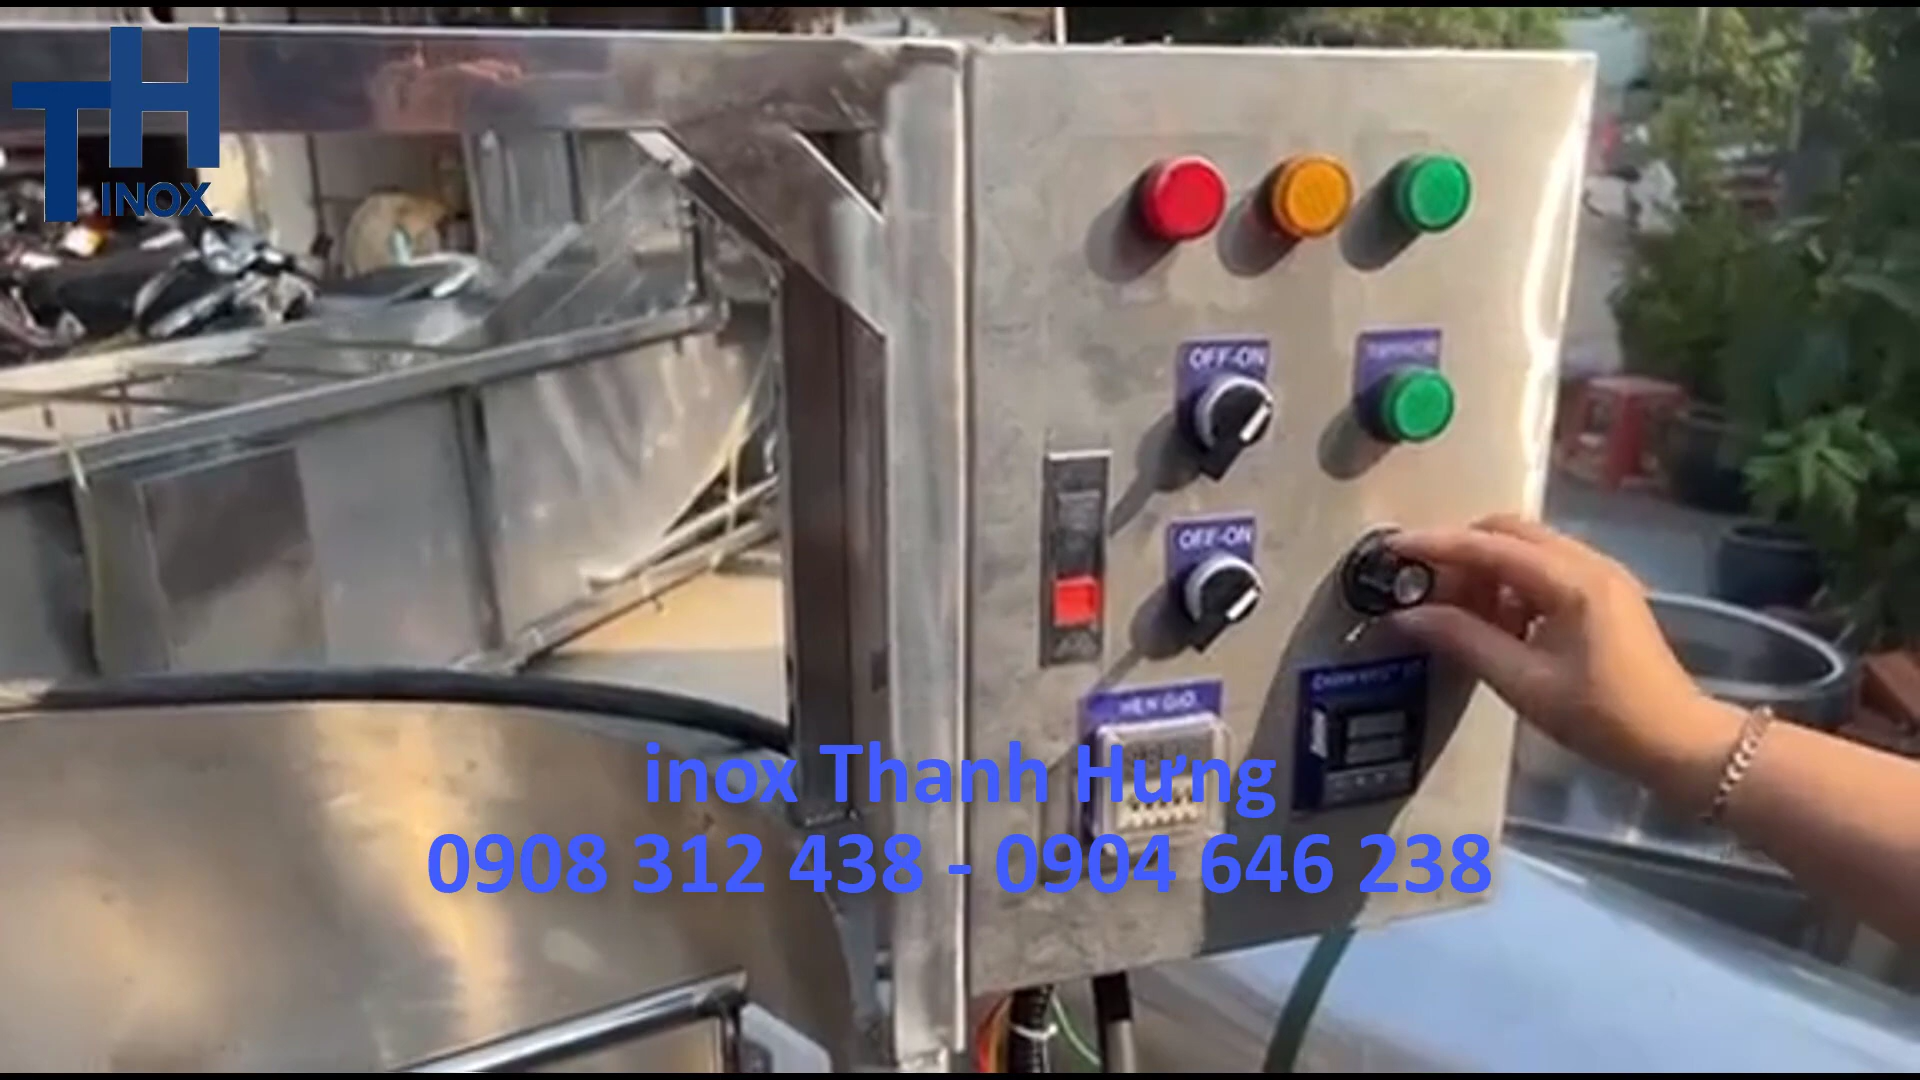 TH
INOX
OFF-ON
OFF-ON
HẸN GIỜ
inox Thanh Hưng
0908 312 438 - 0904 646 238